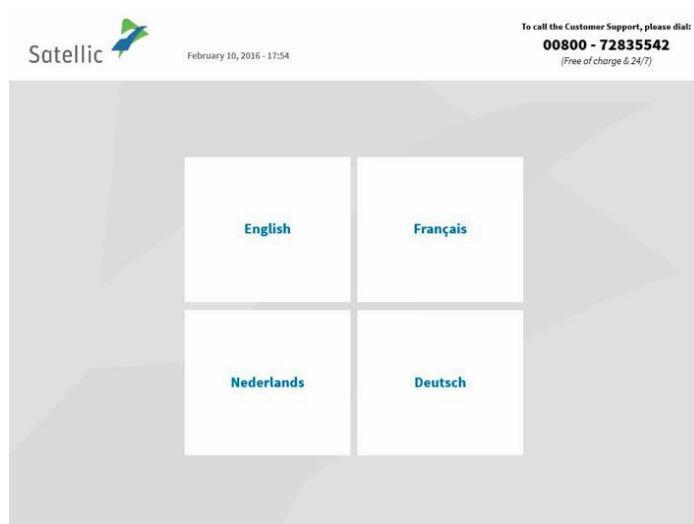 Satellic
February 10, 2016 - 17:54
To call the Customer Support, please dial:
00800 - 72835542
(Free of charge & 24/7)
English
Français
Nederlands
Deutsch